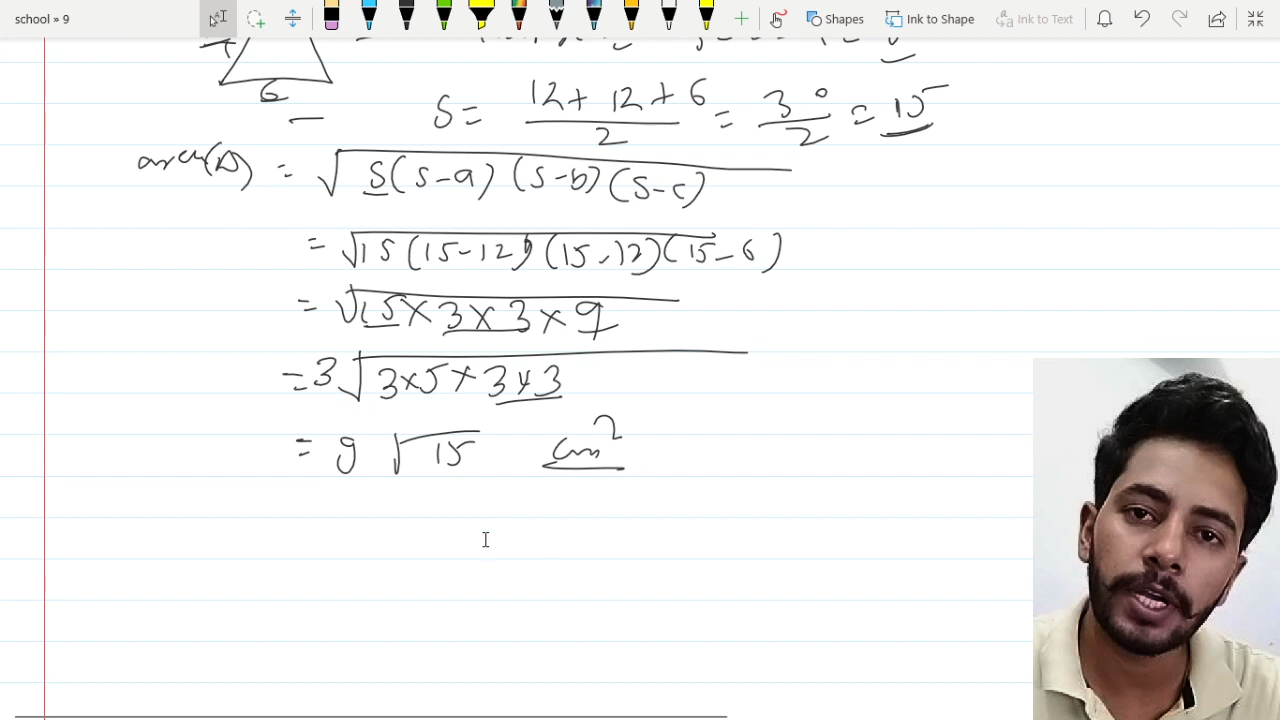 school » 9
Shapes
Ink to Shape
Ink to Text
6
S = 12 + 12 + 6 / 2 = 30 / 2 = 15
area(Δ) = √S(S-a)(S-b)(S-c)
= √15(15-12)(15-12)(15-6)
= √15×3×3×9
= 3√3×5×3×3
= 9√15 cm²